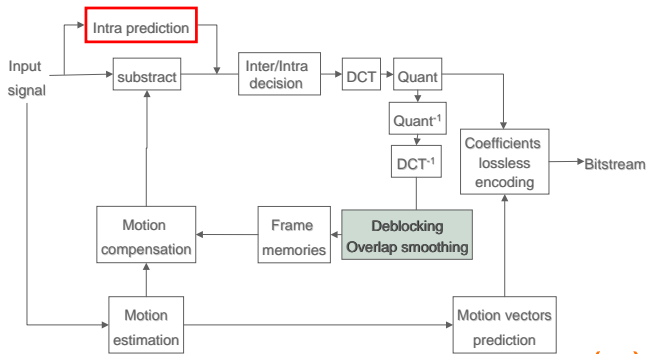 Intra prediction
Input
signal
substract
Inter/Intra
decision
DCT
Quant
Quant-1
DCT-1
Coefficients
lossless
encoding
Bitstream
Motion
compensation
Frame
memories
Deblocking
Overlap smoothing
Motion
estimation
Motion vectors
prediction